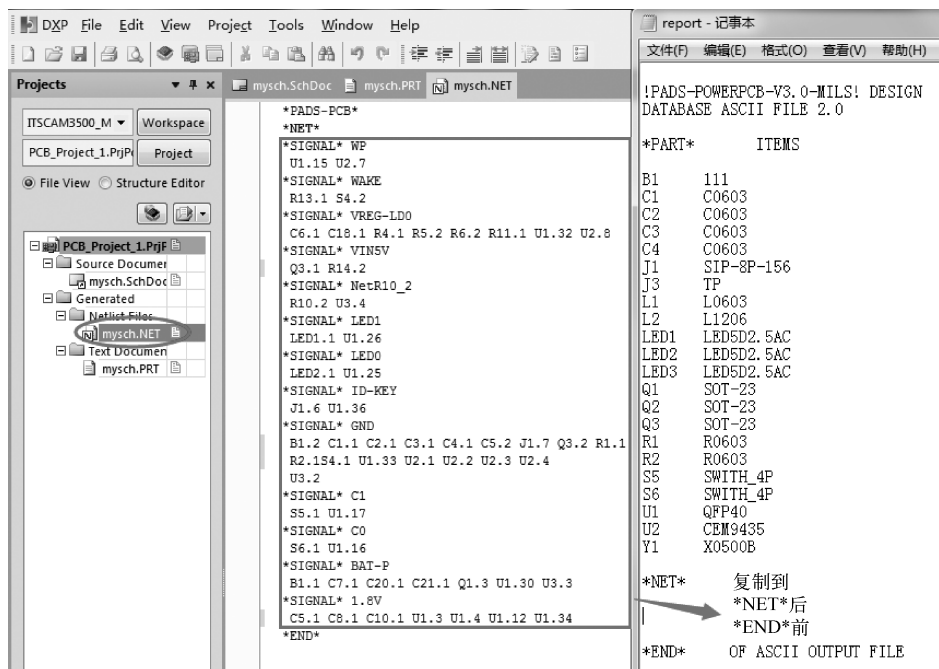 DXP File Edit View Project Tools Window Help
Projects
ITSCAM3500_M Workspace
PCB_Project_1.PrjP Project
File View Structure Editor
PCB_Project_1.PrjF
Source Documer
mysch.SchDoc
Generated
Netlist Files
mysch.NET
Text Documen
mysch.PRT
mysch.SchDoc mysch.PRT mysch.NET
*PADS-PCB*
*NET*
*SIGNAL* WP
U1.15 U2.7
*SIGNAL* WAKE
R13.1 S4.2
*SIGNAL* VREG-LDO
C6.1 C18.1 R4.1 R5.2 R6.2 R11.1 U1.32 U2.8
*SIGNAL* VIN5V
Q3.1 R14.2
*SIGNAL* NetR10_2
R10.2 U3.4
*SIGNAL* LED1
LED1.1 U1.26
*SIGNAL* LED0
LED2.1 U1.25
*SIGNAL* ID-KEY
J1.6 U1.36
*SIGNAL* GND
B1.2 C1.1 C2.1 C3.1 C4.1 C5.2 J1.7 Q3.2 R1.1
R2.1S4.1 U1.33 U2.1 U2.2 U2.3 U2.4
U3.2
*SIGNAL* C1
S5.1 U1.17
*SIGNAL* C0
S6.1 U1.16
*SIGNAL* BAT-P
B1.1 C7.1 C20.1 C21.1 Q1.3 U1.30 U3.3
*SIGNAL* 1.8V
C5.1 C8.1 C10.1 U1.3 U1.4 U1.12 U1.34
*END*
report - 记事本
文件(F) 编辑(E) 格式(O) 查看(V) 帮助(H)
!PADS-POWERPCB-V3.0-MILS! DESIGN
DATABASE ASCII FILE 2.0
*PART* ITEMS
B1 111
C1 C0603
C2 C0603
C3 C0603
C4 C0603
J1 SIP-8P-156
J3 TP
L1 L0603
L2 L1206
LED1 LED5D2.5AC
LED2 LED5D2.5AC
LED3 LED5D2.5AC
Q1 SOT-23
Q2 SOT-23
Q3 SOT-23
R1 R0603
R2 R0603
S5 SWITH_4P
S6 SWITH_4P
U1 QFP40
U2 CEM9435
Y1 X0500B
*NET* 复制到
*NET*后
*END*前
*END* OF ASCII OUTPUT FILE